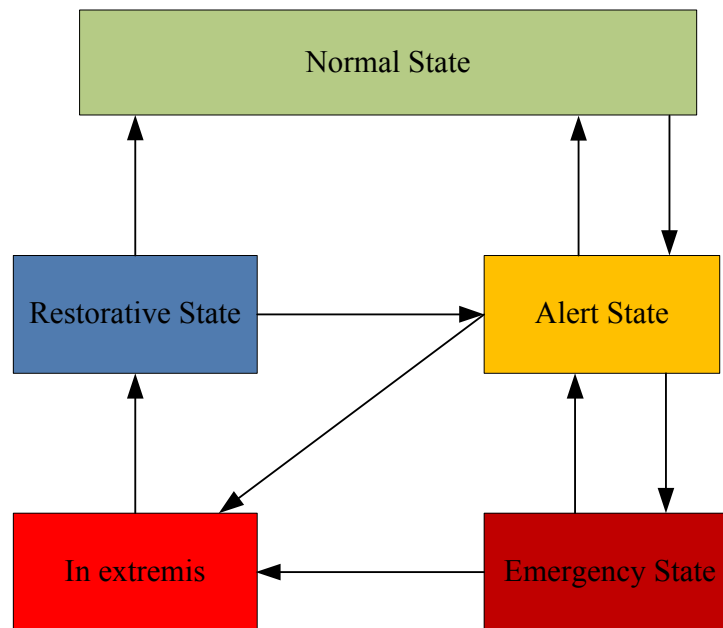 Normal State
Restorative State
Alert State
In extremis
Emergency State